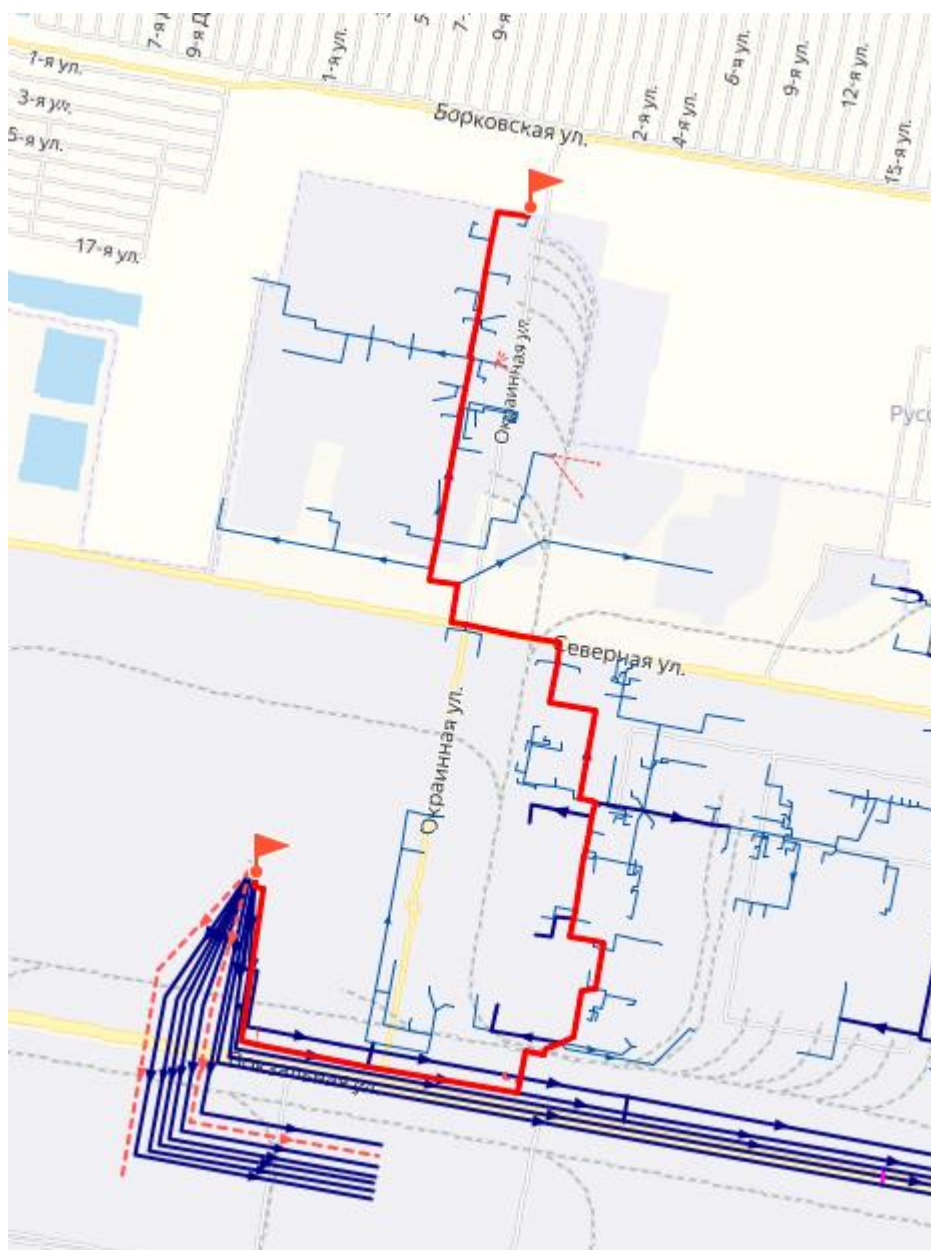 7-я Д
9-я Д
1-я ул.
5-
7-
9-я
2-я ул.
4-я ул.
6-я ул.
9-я ул.
12-я ул.
15-я ул.
1-я ул.
3-я ул.
5-я ул.
17-я ул.
Борковская ул.
Окраинная ул.
Русс
Северная ул.
Окраинная ул.